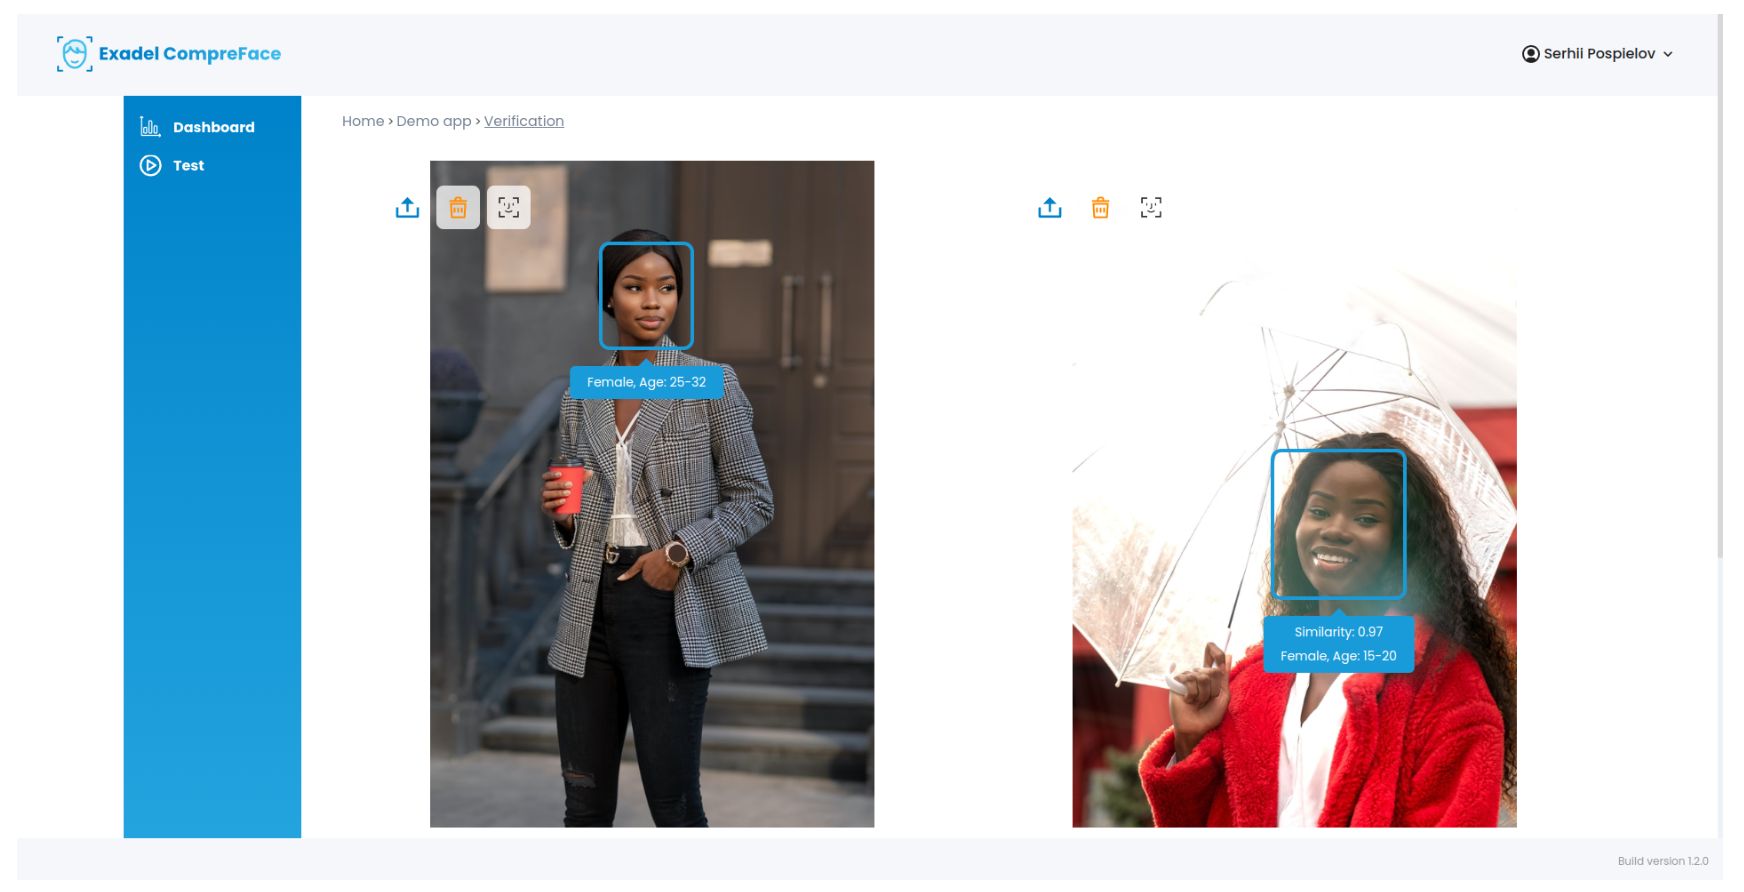 Exadel CompreFace
Serhii Pospielov
Dashboard
Test
Home > Demo app > Verification
Female, Age: 25-32
Similarity: 0.97
Female, Age: 15-20
Build version 1.2.0